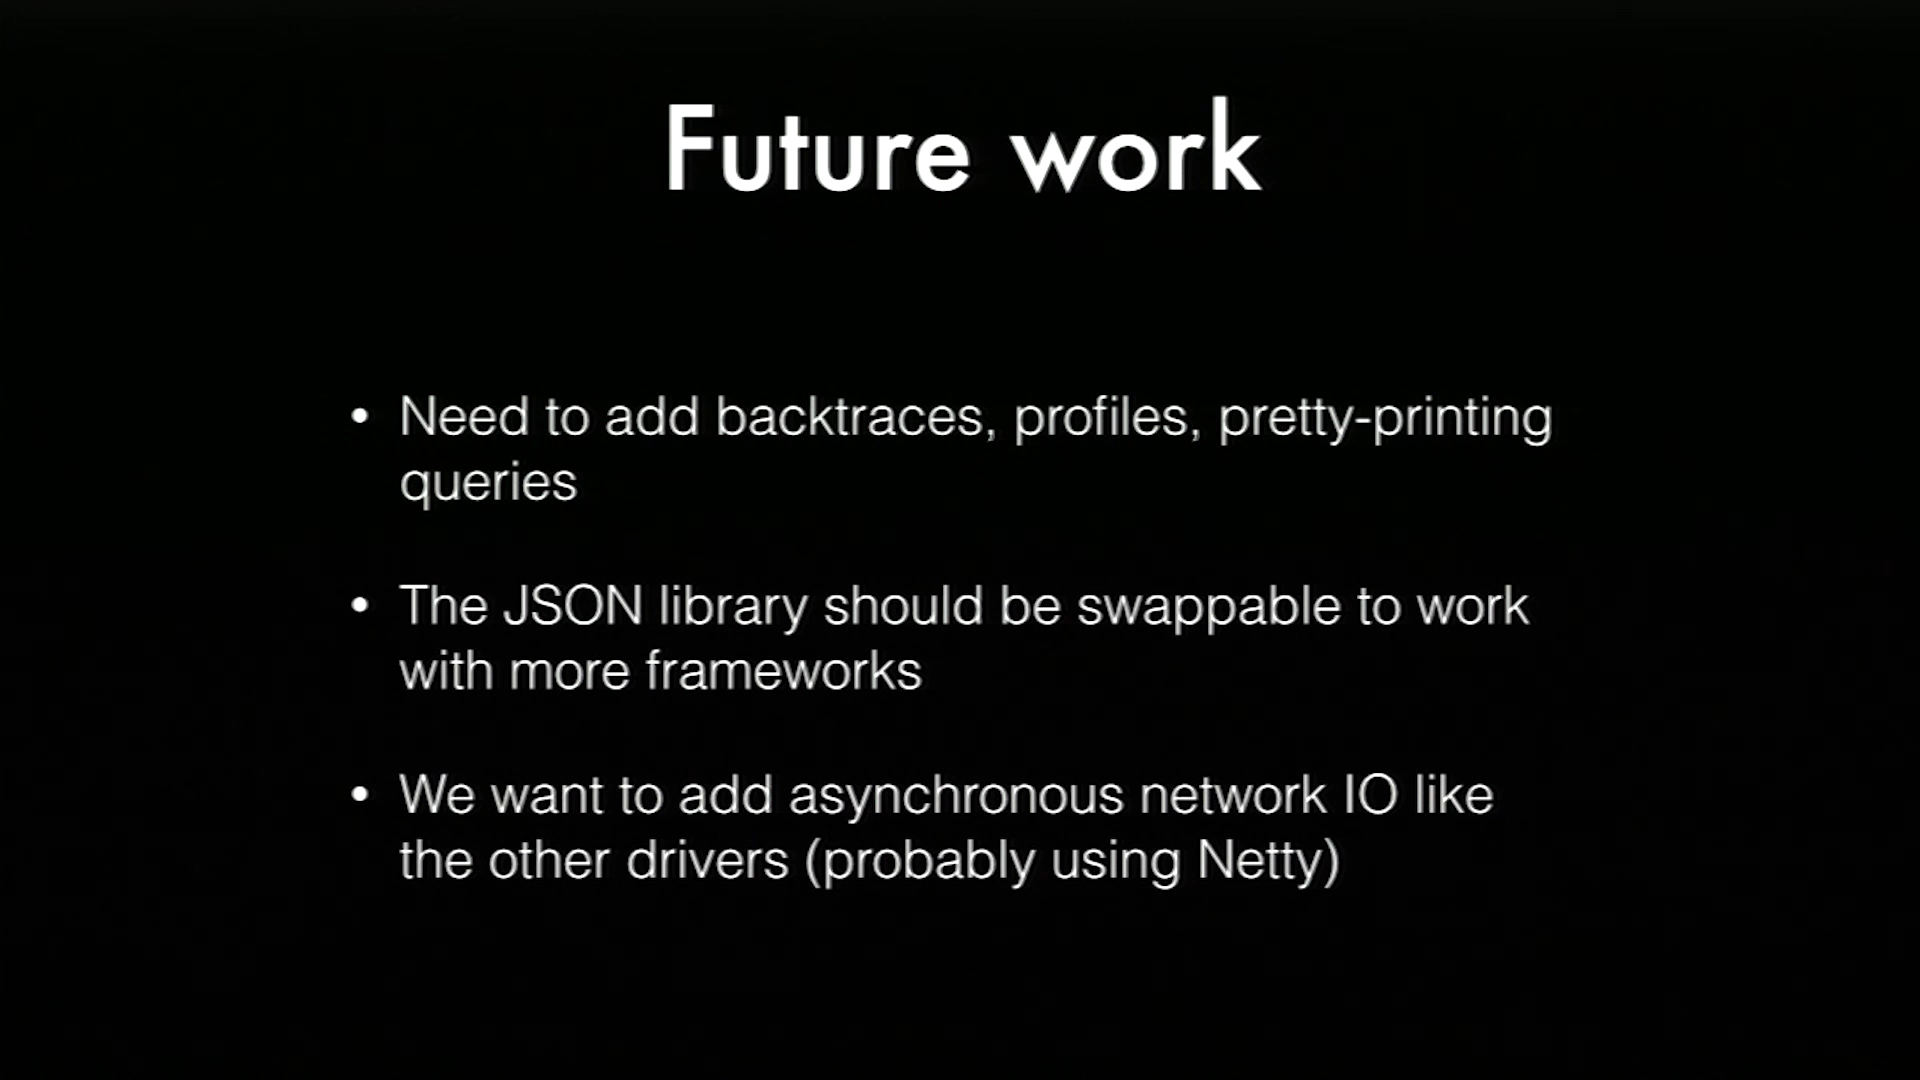 Future work
• Need to add backtraces, profiles, pretty-printing
queries
• The JSON library should be swappable to work
with more frameworks
• We want to add asynchronous network IO like
the other drivers (probably using Netty)